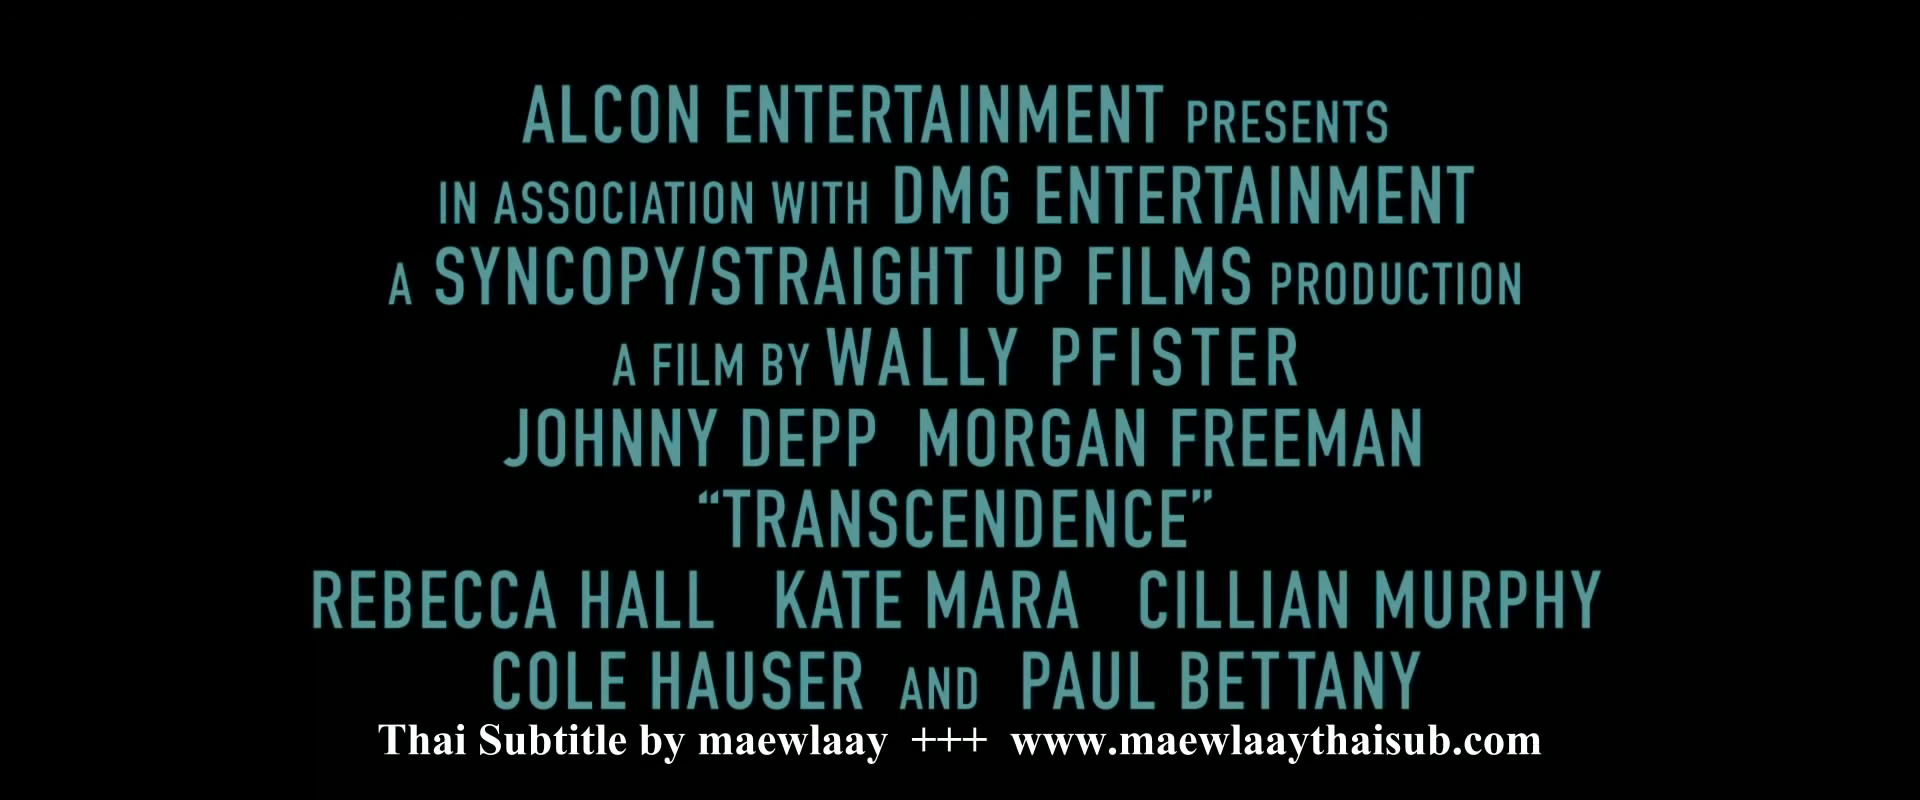 ALCON ENTERTAINMENT PRESENTS
IN ASSOCIATION WITH DMG ENTERTAINMENT
A SYNCOPY/STRAIGHT UP FILMS PRODUCTION
A FILM BY WALLY PFISTER
JOHNNY DEPP MORGAN FREEMAN
“TRANSCENDENCE”
REBECCA HALL KATE MARA CILLIAN MURPHY
COLE HAUSER AND PAUL BETTANY
Thai Subtitle by maewlaay +++ www.maewlaaythaisub.com